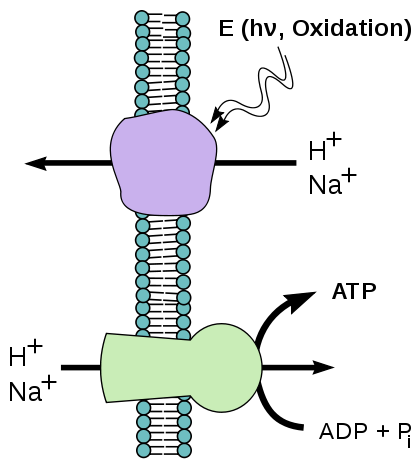 E (hν, Oxidation)
H+
Na+
ATP
H+
Na+
ADP + Pi